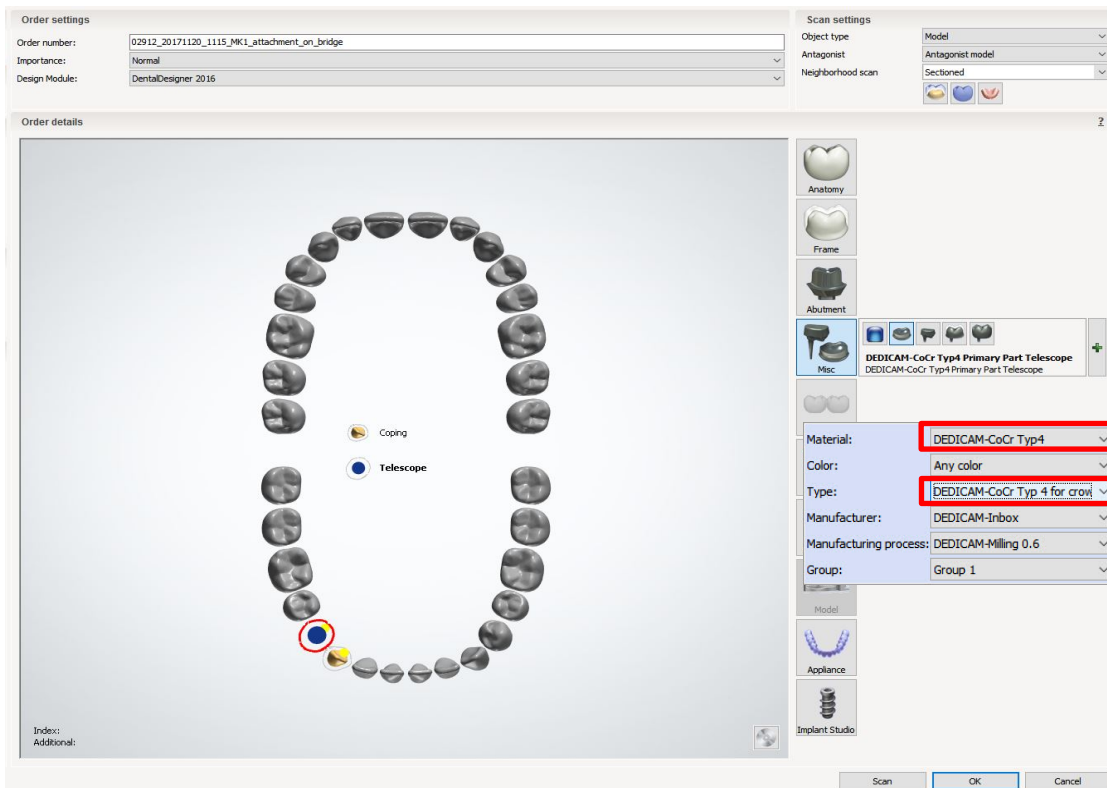 Order settings
Order number: 02912_20171120_1115_MK1_attachment_on_bridge
Importance: Normal
Design Module: DentalDesigner 2016
Scan settings
Object type Model
Antagonist Antagonist model
Neighborhood scan Sectioned
Order details ?
Anatomy
Frame
Abutment
Misc
DEDICAM-CoCr Typ4 Primary Part Telescope
DEDICAM-CoCr Typ4 Primary Part Telescope
Coping
Telescope
Material: DEDICAM-CoCr Typ4
Color: Any color
Type: DEDICAM-CoCr Typ 4 for crow
Manufacturer: DEDICAM-Inbox
Manufacturing process: DEDICAM-Milling 0.6
Group: Group 1
Model
Appliance
Implant Studio
Index:
Additional:
Scan OK Cancel